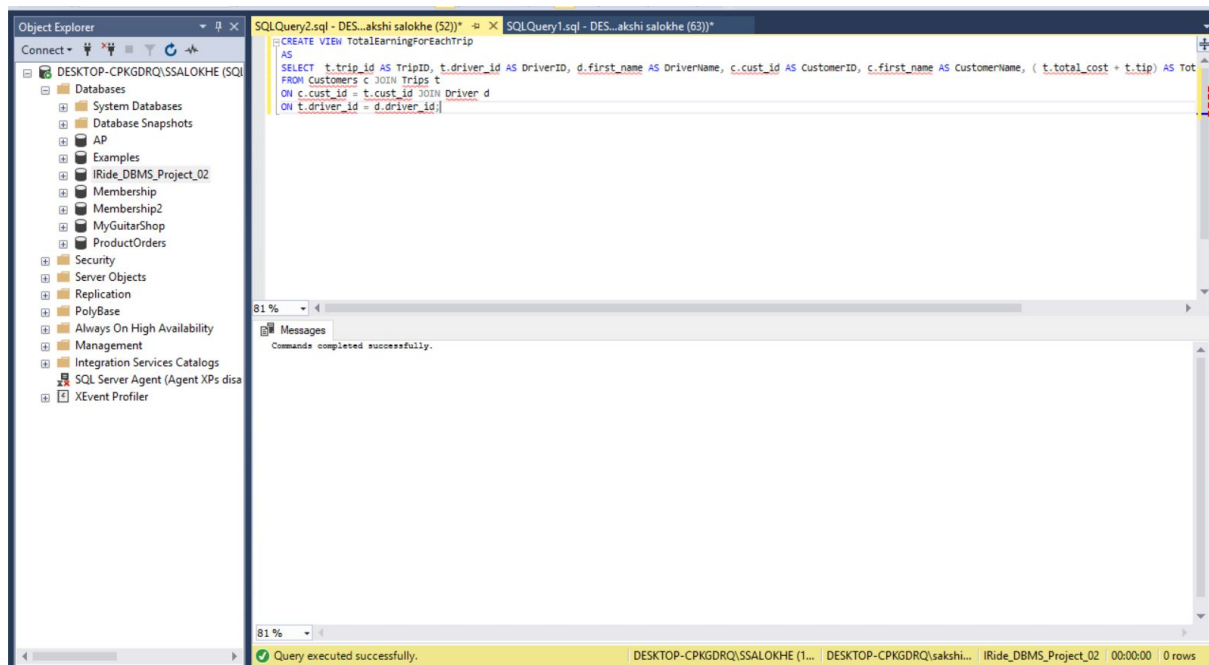 Object Explorer
Connect
DESKTOP-CPKGDRQ\SSALOKHE (SQL
Databases
System Databases
Database Snapshots
AP
Examples
IRide_DBMS_Project_02
Membership
Membership2
MyGuitarShop
ProductOrders
Security
Server Objects
Replication
PolyBase
Always On High Availability
Management
Integration Services Catalogs
SQL Server Agent (Agent XPs disa
XEvent Profiler
SQLQuery2.sql - DES...akshi salokhe (52))* SQLQuery1.sql - DES...akshi salokhe (63))*
CREATE VIEW TotalEarningForEachTrip
AS
SELECT t.trip_id AS TripID, t.driver_id AS DriverID, d.first_name AS DriverName, c.cust_id AS CustomerID, c.first_name AS CustomerName, ( t.total_cost + t.tip) AS Tot
FROM Customers c JOIN Trips t
ON c.cust_id = t.cust_id JOIN Driver d
ON t.driver_id = d.driver_id;
81 %
Messages
Commands completed successfully.
81 %
Query executed successfully. DESKTOP-CPKGDRQ\SSALOKHE (1... DESKTOP-CPKGDRQ\sakshi... IRide_DBMS_Project_02 00:00:00 0 rows